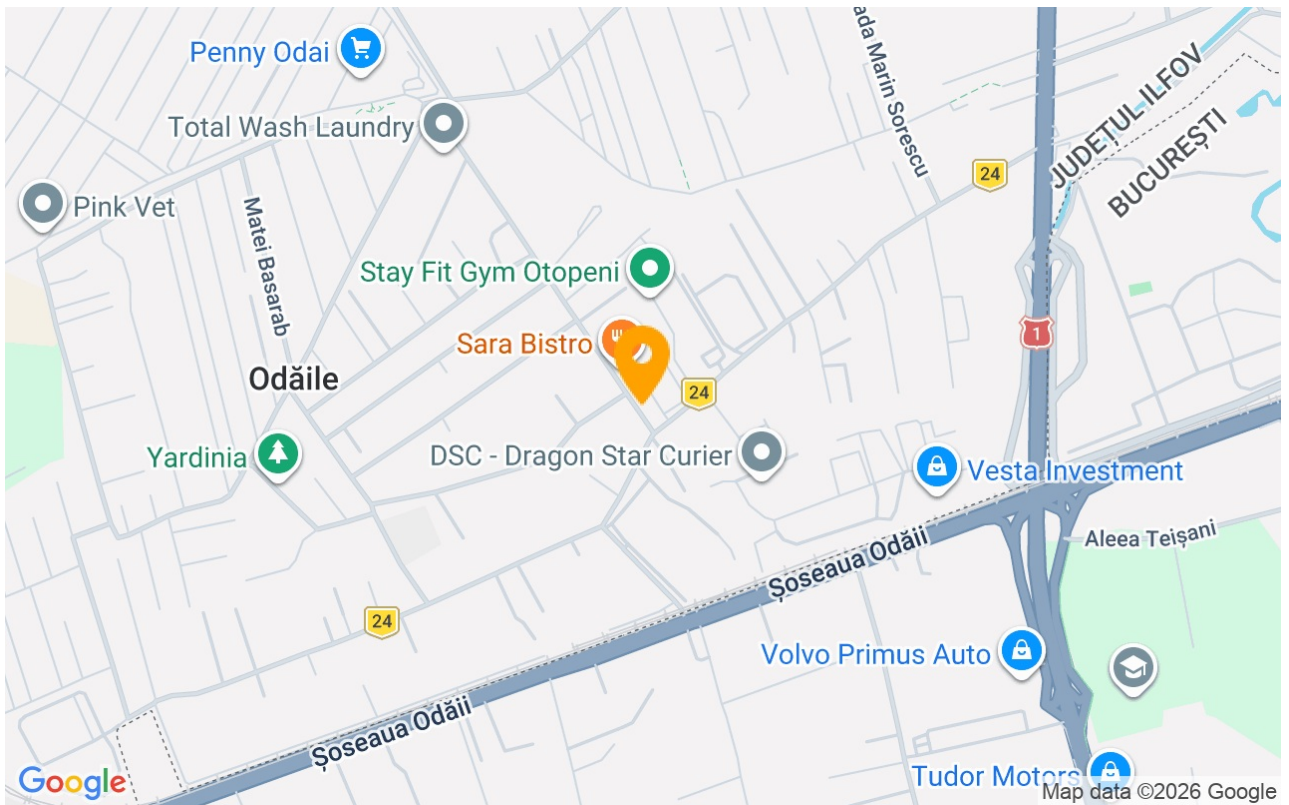 Penny Odai
Total Wash Laundry
Pink Vet
Matei Basarab
ada Marin Sorescu
24
JUDEȚUL ILFOV
BUCUREȘTI
Stay Fit Gym Otopeni
Sara Bistro
1
Odăile
24
Yardinia
DSC - Dragon Star Curier
Vesta Investment
Aleea Teișani
Șoseaua Odăii
24
Volvo Primus Auto
Șoseaua Odăii
Tudor Motors
Google
Map data ©2026 Google